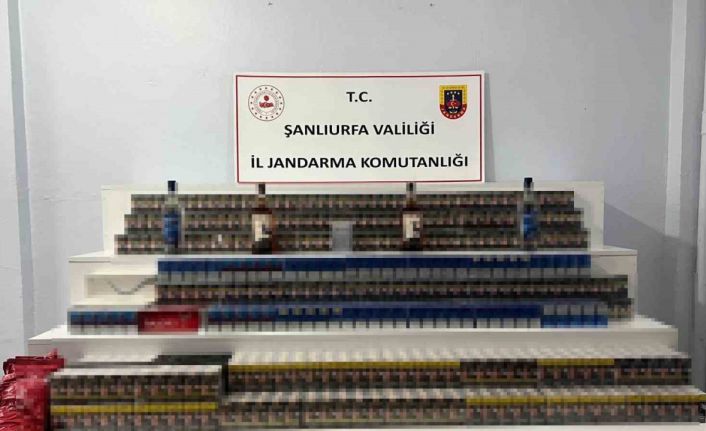 T.C.
ŞANLIURFA VALİLİĞİ
İL JANDARMA KOMUTANLIĞI